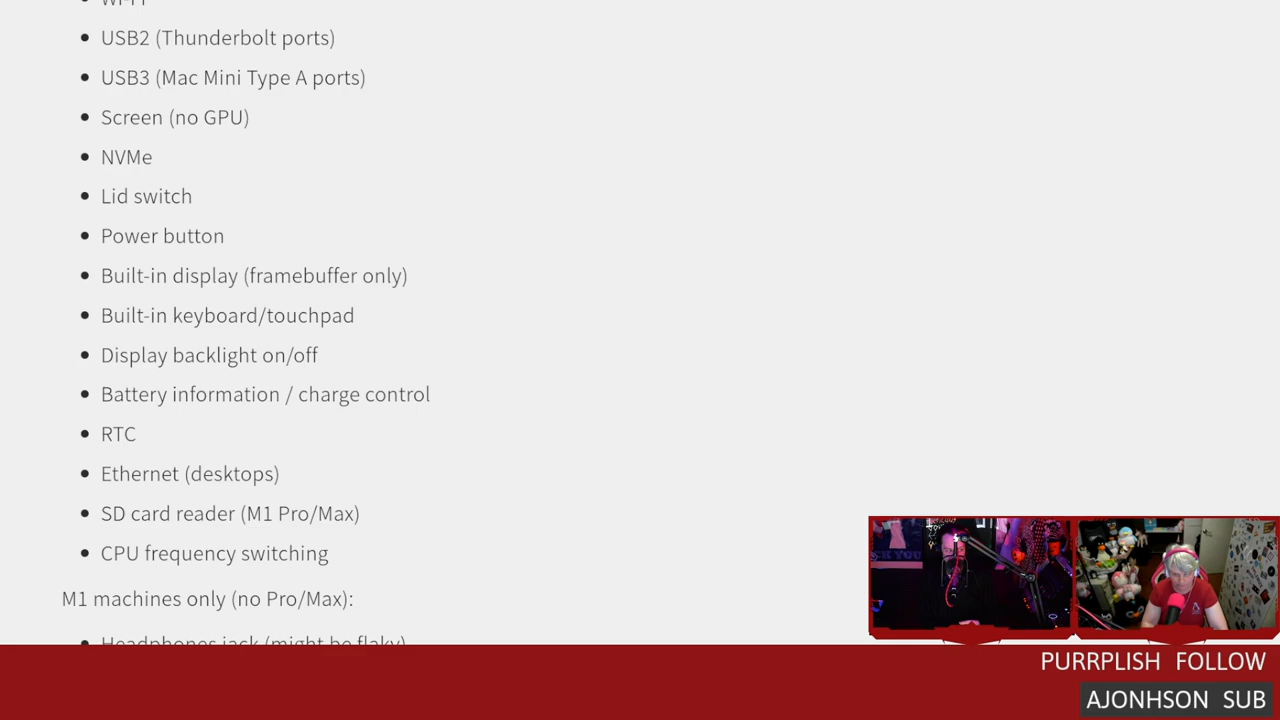 Wi-Fi
USB2 (Thunderbolt ports)
USB3 (Mac Mini Type A ports)
Screen (no GPU)
NVMe
Lid switch
Power button
Built-in display (framebuffer only)
Built-in keyboard/touchpad
Display backlight on/off
Battery information / charge control
RTC
Ethernet (desktops)
SD card reader (M1 Pro/Max)
CPU frequency switching
M1 machines only (no Pro/Max):
Headphones jack (might be flaky)
PURRPLISH FOLLOW
AJONHSON SUB